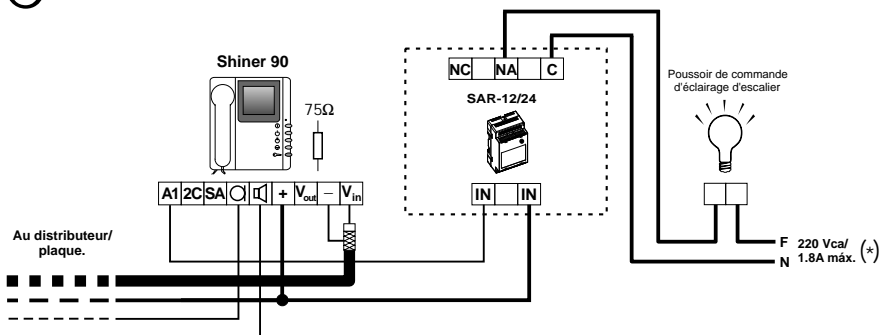 Shiner 90
75Ω
A1 2C SA + Vout − Vin
Au distributeur/
plaque.
NC NA C
SAR-12/24
IN IN
Poussoir de commande
d'éclairage d'escalier
F 220 Vca/
N 1.8A máx. (*)